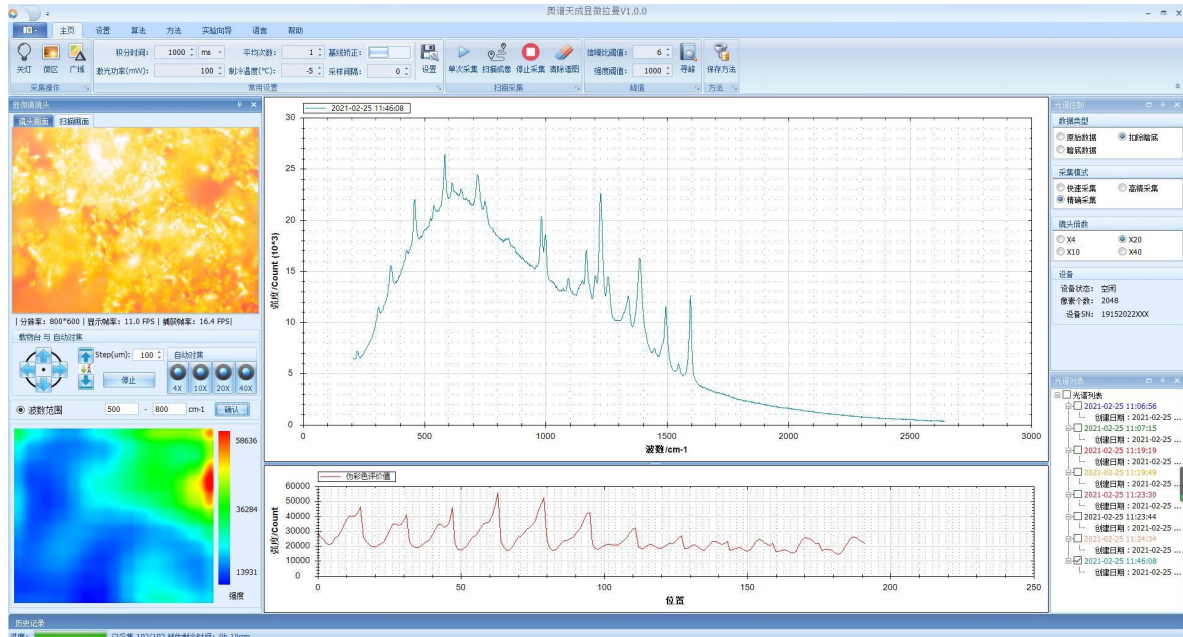 奥谱天成显微拉曼V1.0.0
主页 设置 算法 方法 实验向导 语言 帮助
积分时间: 1000 ms 平均次数: 1 基线矫正:
激光功率(mW): 100 制冷温度(℃): -5 采样间隔: 0
关灯 微区 广域
设置
单次采集 扫描成像 停止采集 清除谱图
信噪比阈值: 6
强度阈值: 1000
寻峰
保存方法
采集操作 常用设置 扫描采集 峰值 方法
显微镜镜头
镜头画面 扫描画面
|分辨率: 800*600|显示帧率: 11.0 FPS|捕获帧率: 16.4 FPS|
载物台 与 自动对焦
Step(um): 100 自动对焦
停止
4X 10X 20X 40X
波数范围 500 - 800 cm-1 确认
58636
36284
13931
强度
2021-02-25 11:46:08
强度/Count (10^3)
30
25
20
15
10
5
0
0 500 1000 1500 2000 2500 3000
波数/cm-1
伪彩色评价值
强度/Count
60000
50000
40000
30000
20000
10000
0
0 50 100 150 200 250
位置
光谱控制
数据类型
原始数据 扣除暗底
暗底数据
采集模式
快速采集 高精采集
精确采集
镜头倍数
X4 X20
X10 X40
设备
设备状态: 空闲
像素个数: 2048
设备SN: 19152022XXX
光谱列表
光谱列表
2021-02-25 11:06:56
创建日期:2021-02-25 ...
2021-02-25 11:07:15
创建日期:2021-02-25 ...
2021-02-25 11:19:19
创建日期:2021-02-25 ...
2021-02-25 11:19:49
创建日期:2021-02-25 ...
2021-02-25 11:23:30
创建日期:2021-02-25 ...
2021-02-25 11:23:44
创建日期:2021-02-25 ...
2021-02-25 11:24:34
创建日期:2021-02-25 ...
2021-02-25 11:46:08
创建日期:2021-02-25 ...
历史记录
进度: 已采集 192/192